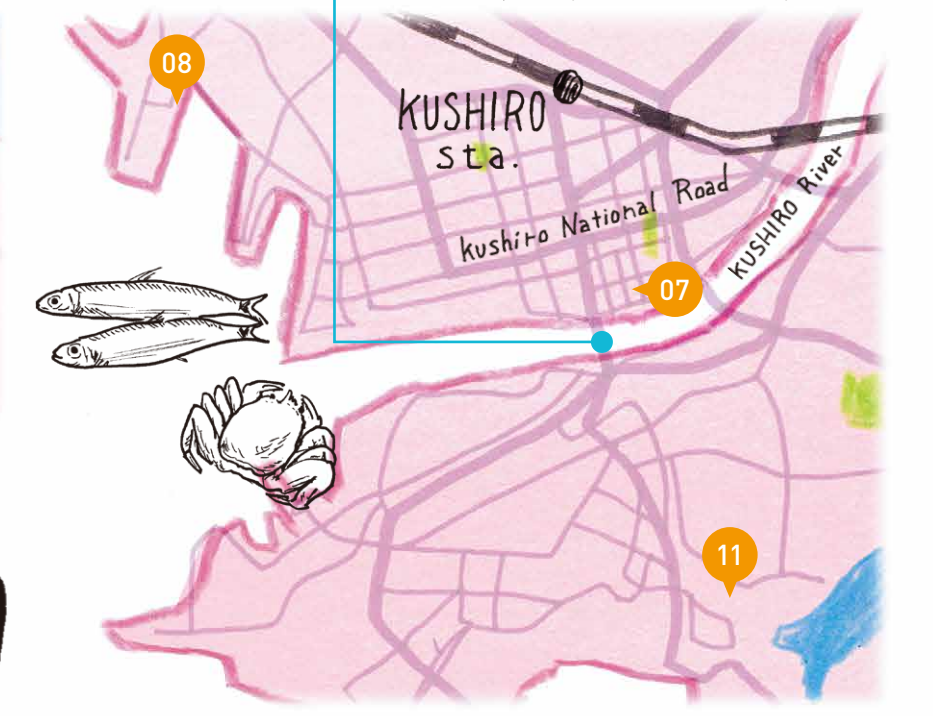 08
KUSHIRO
sta.
Kushiro National Road
KUSHIRO River
07
11